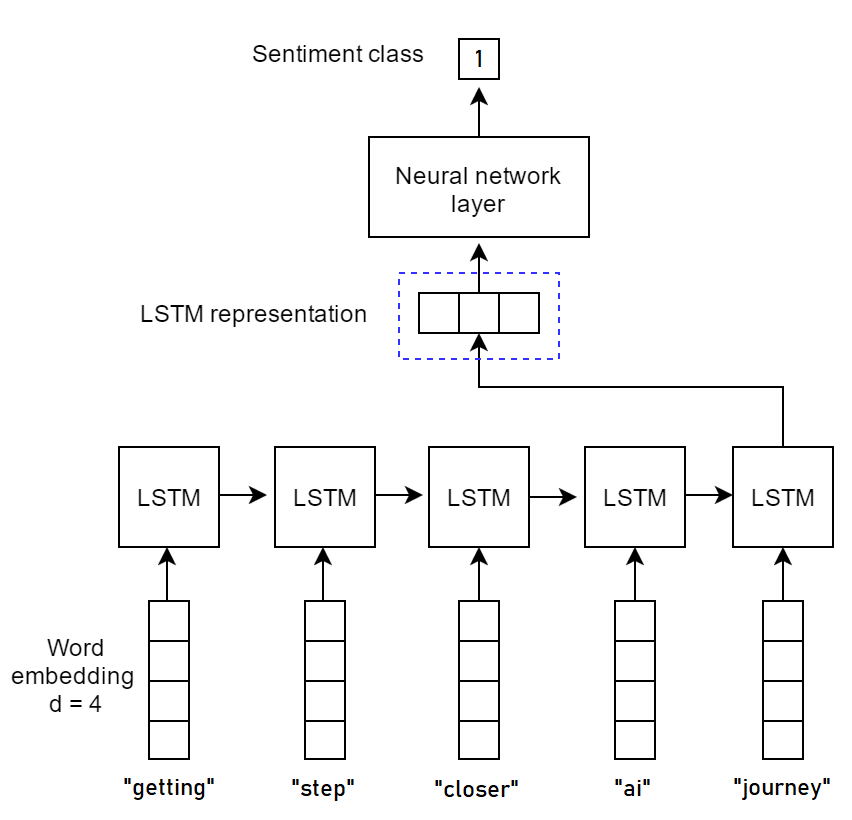 Sentiment class
1
Neural network
layer
LSTM representation
LSTM
LSTM
LSTM
LSTM
LSTM
Word
embedding
d = 4
"getting"
"step"
"closer"
"ai"
"journey"